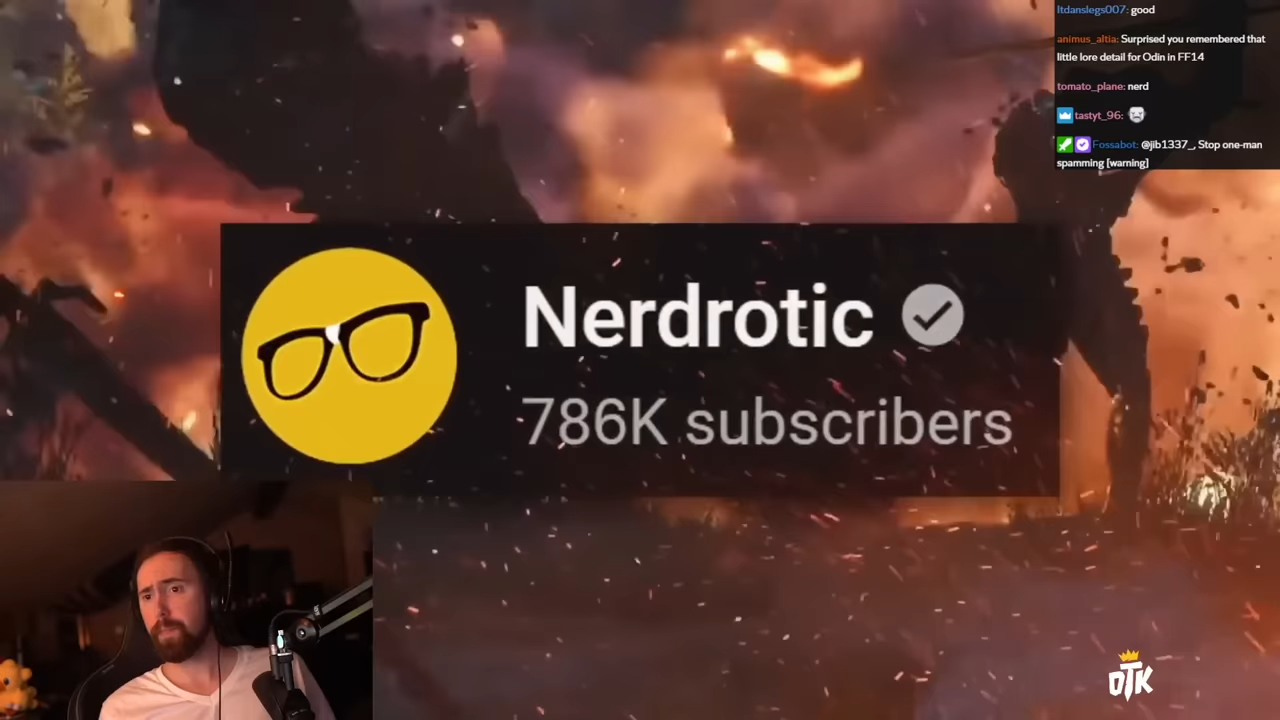 ltdanslegs007: good
animus_altia: Surprised you remembered that
little lore detail for Odin in FF14
tomato_plane: nerd
tastyt_96:
Fossabot: @jib1337_, Stop one-man
spamming [warning]
Nerdrotic
786K subscribers
OTK